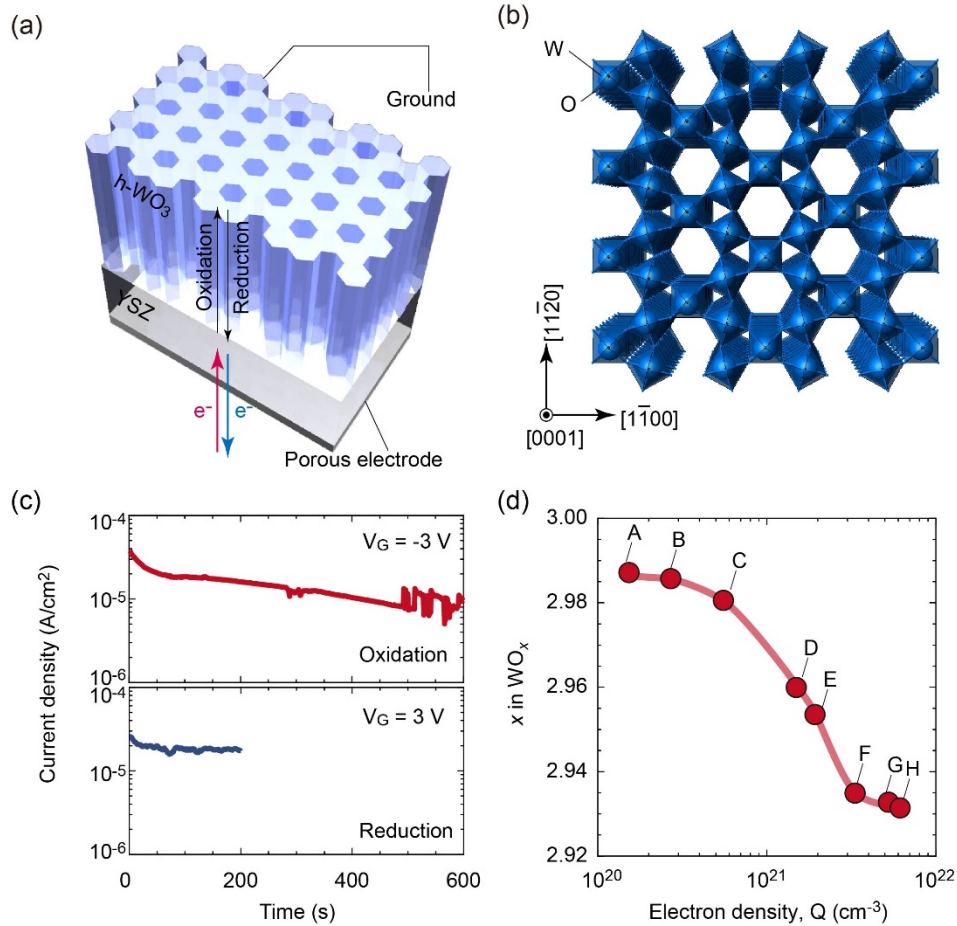 (a)
Ground
h-WO₃
Oxidation
Reduction
YSZ
e⁻
e⁻
Porous electrode
(b)
W
O
[112̄0]
[0001]
[11̄00]
(c)
Current density (A/cm²)
10⁻⁴
10⁻⁵
10⁻⁶
V_G = -3 V
Oxidation
10⁻⁴
10⁻⁵
10⁻⁶
V_G = 3 V
Reduction
0 200 400 600
Time (s)
(d)
x in WOₓ
3.00
2.98
2.96
2.94
2.92
A
B
C
D
E
F
G
H
10²⁰ 10²¹ 10²²
Electron density, Q (cm⁻³)